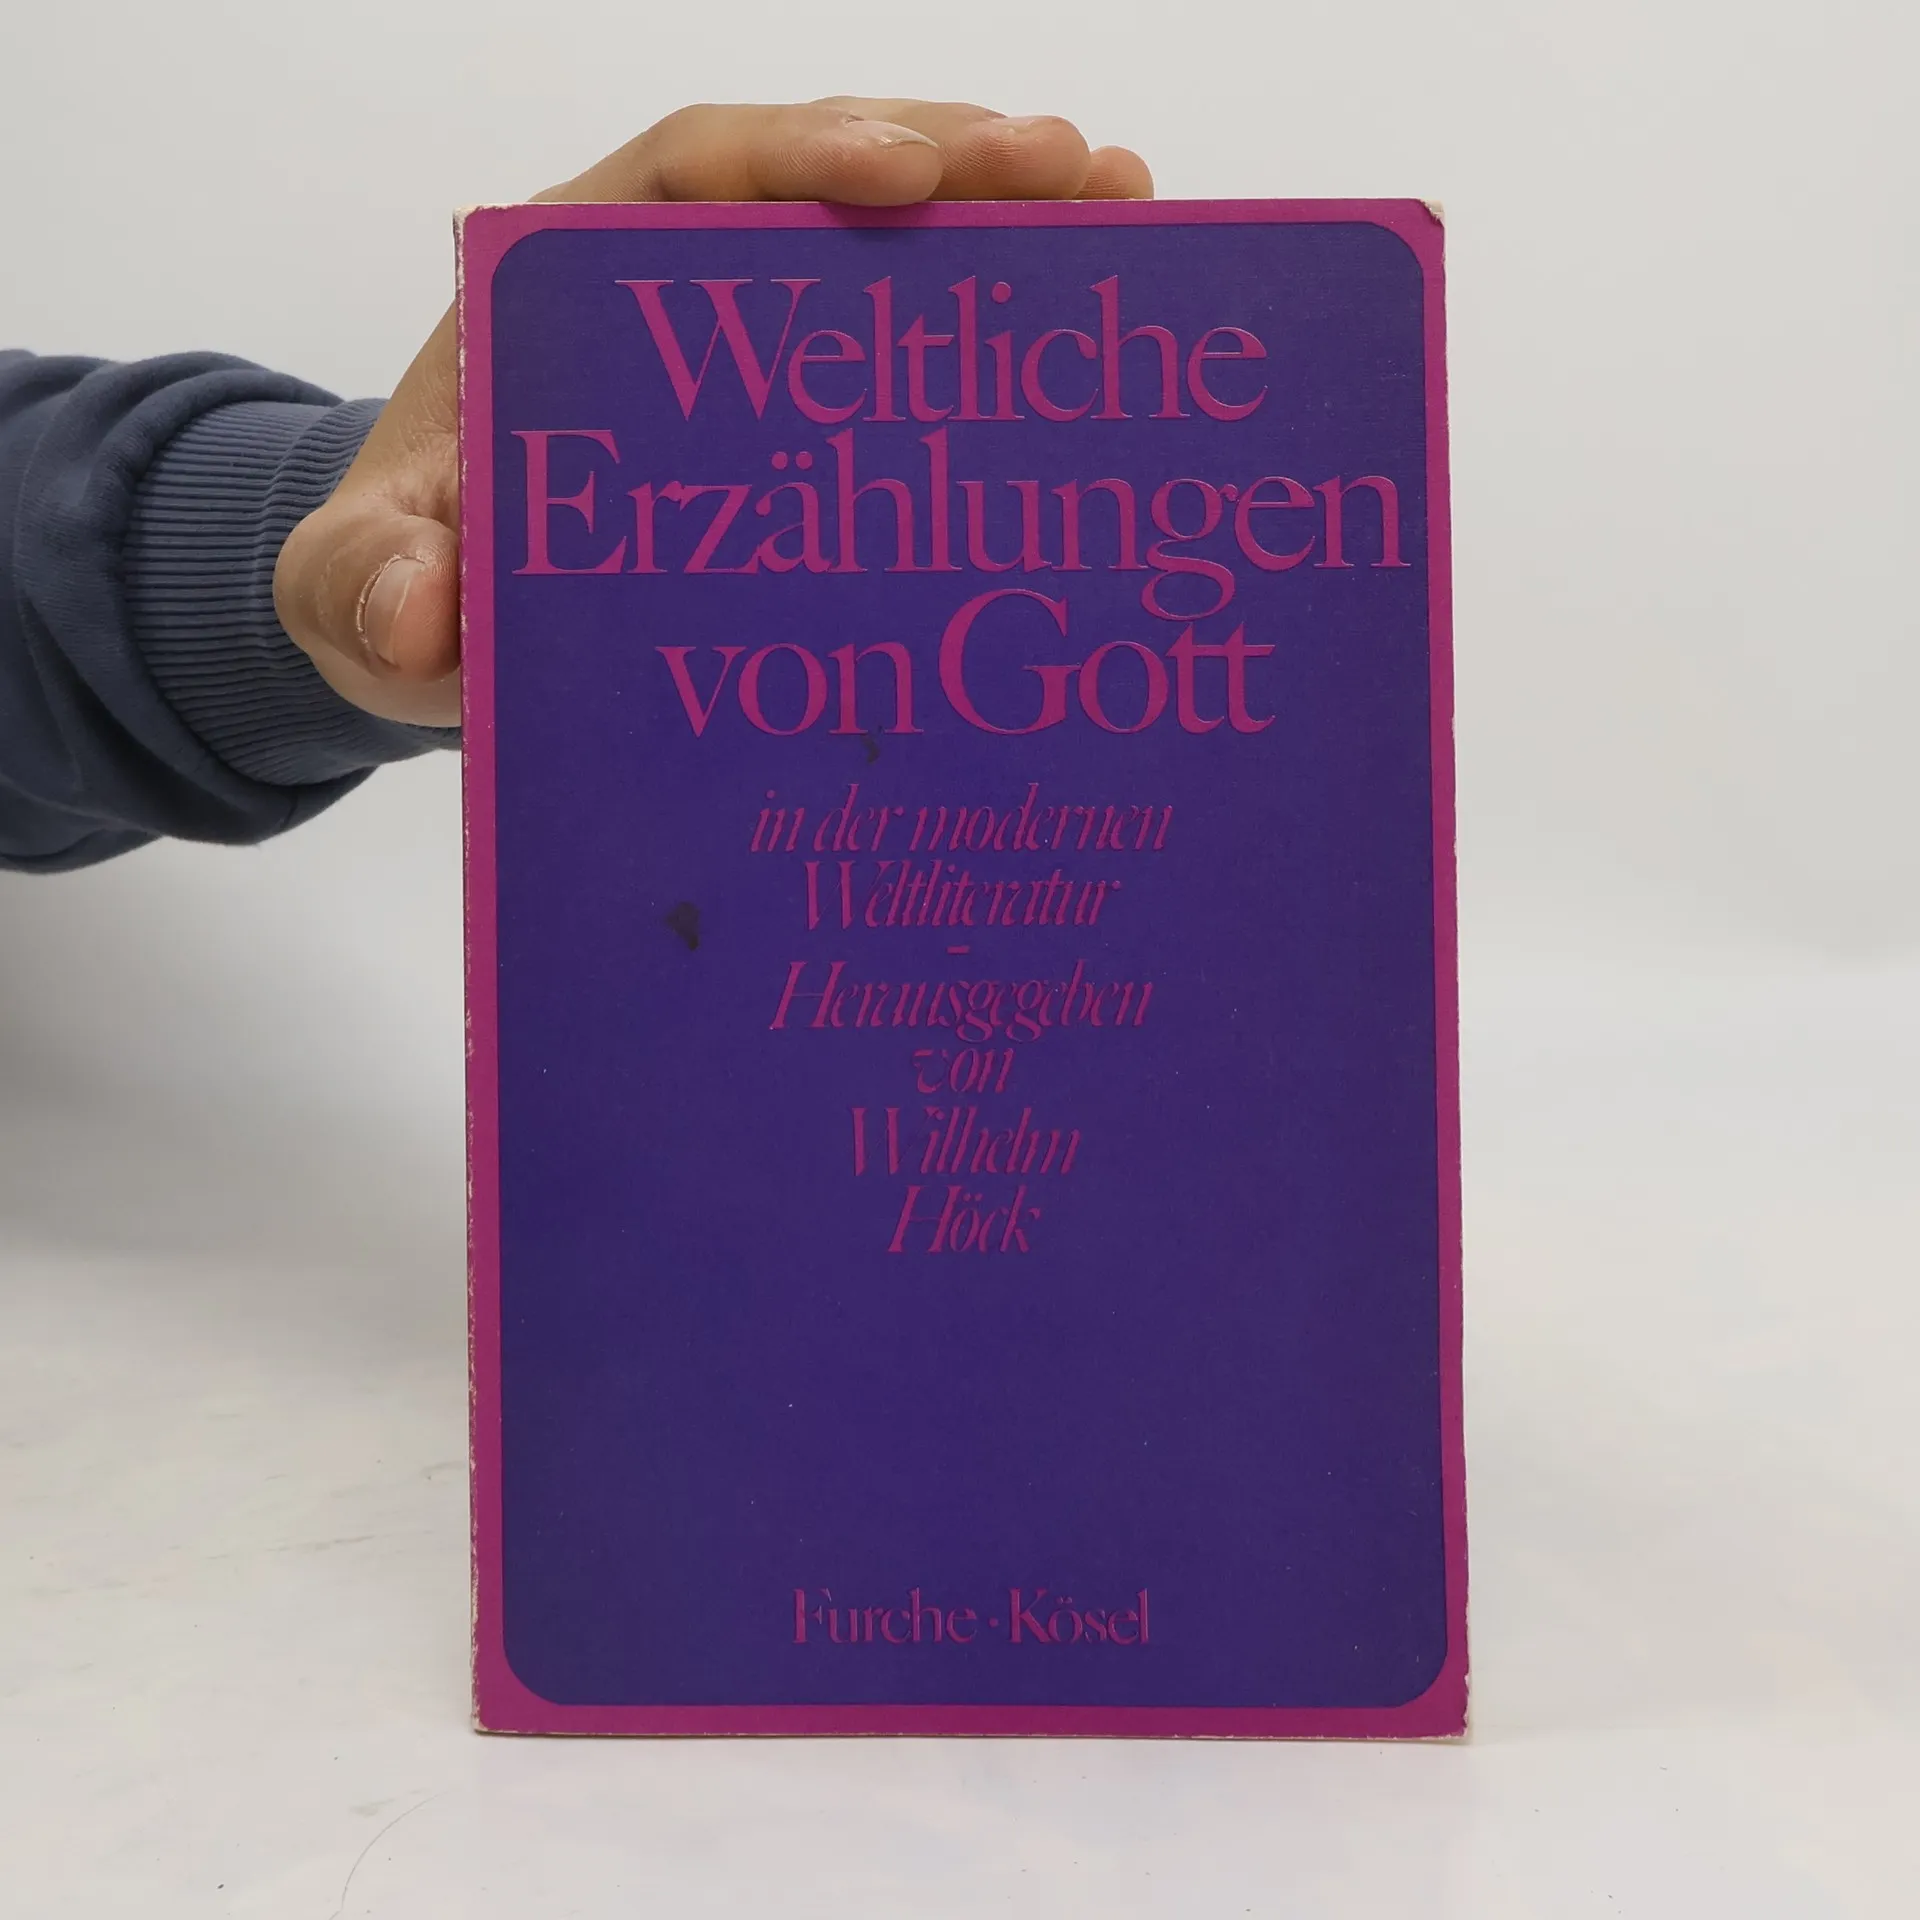 Weltliche
Erzählungen
von Gott
in der modernen
Weltliteratur
-
Herausgegeben
von
Wilhelm
Höck
Furche · Kösel